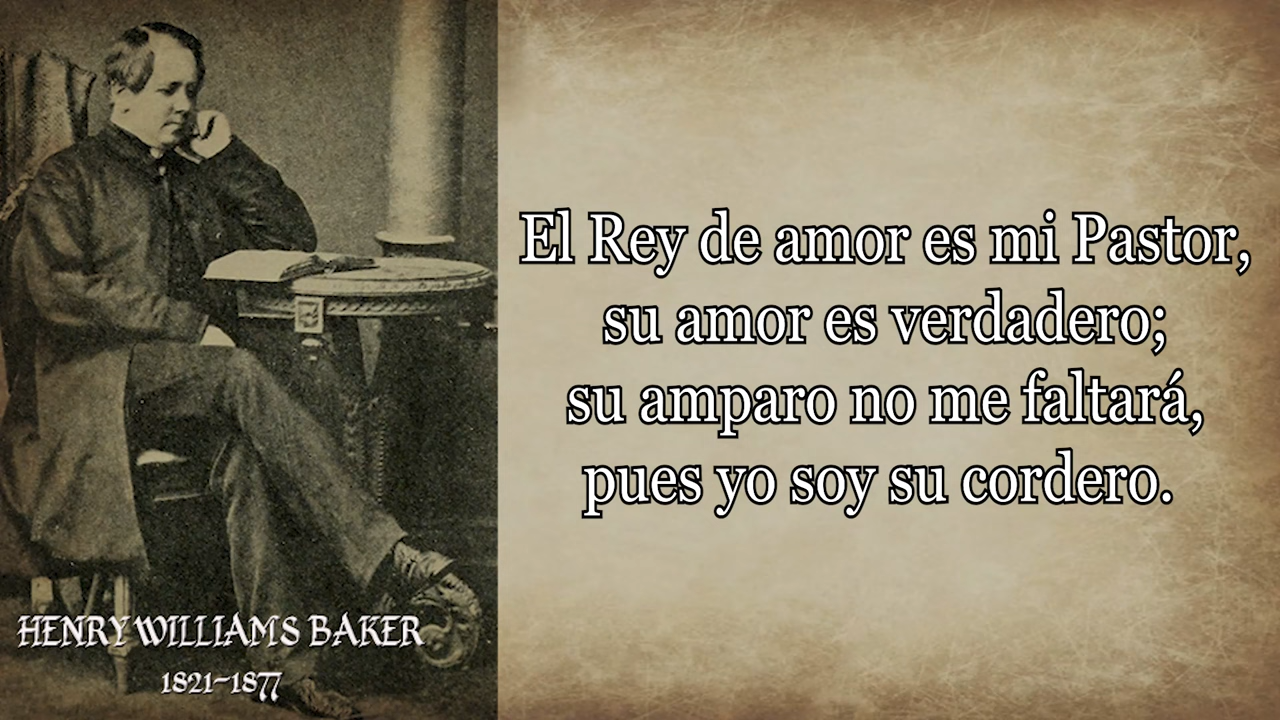 El Rey de amor es mi Pastor,
su amor es verdadero;
su amparo no me faltará,
pues yo soy su cordero.
HENRY WILLIAMS BAKER
1821-1877